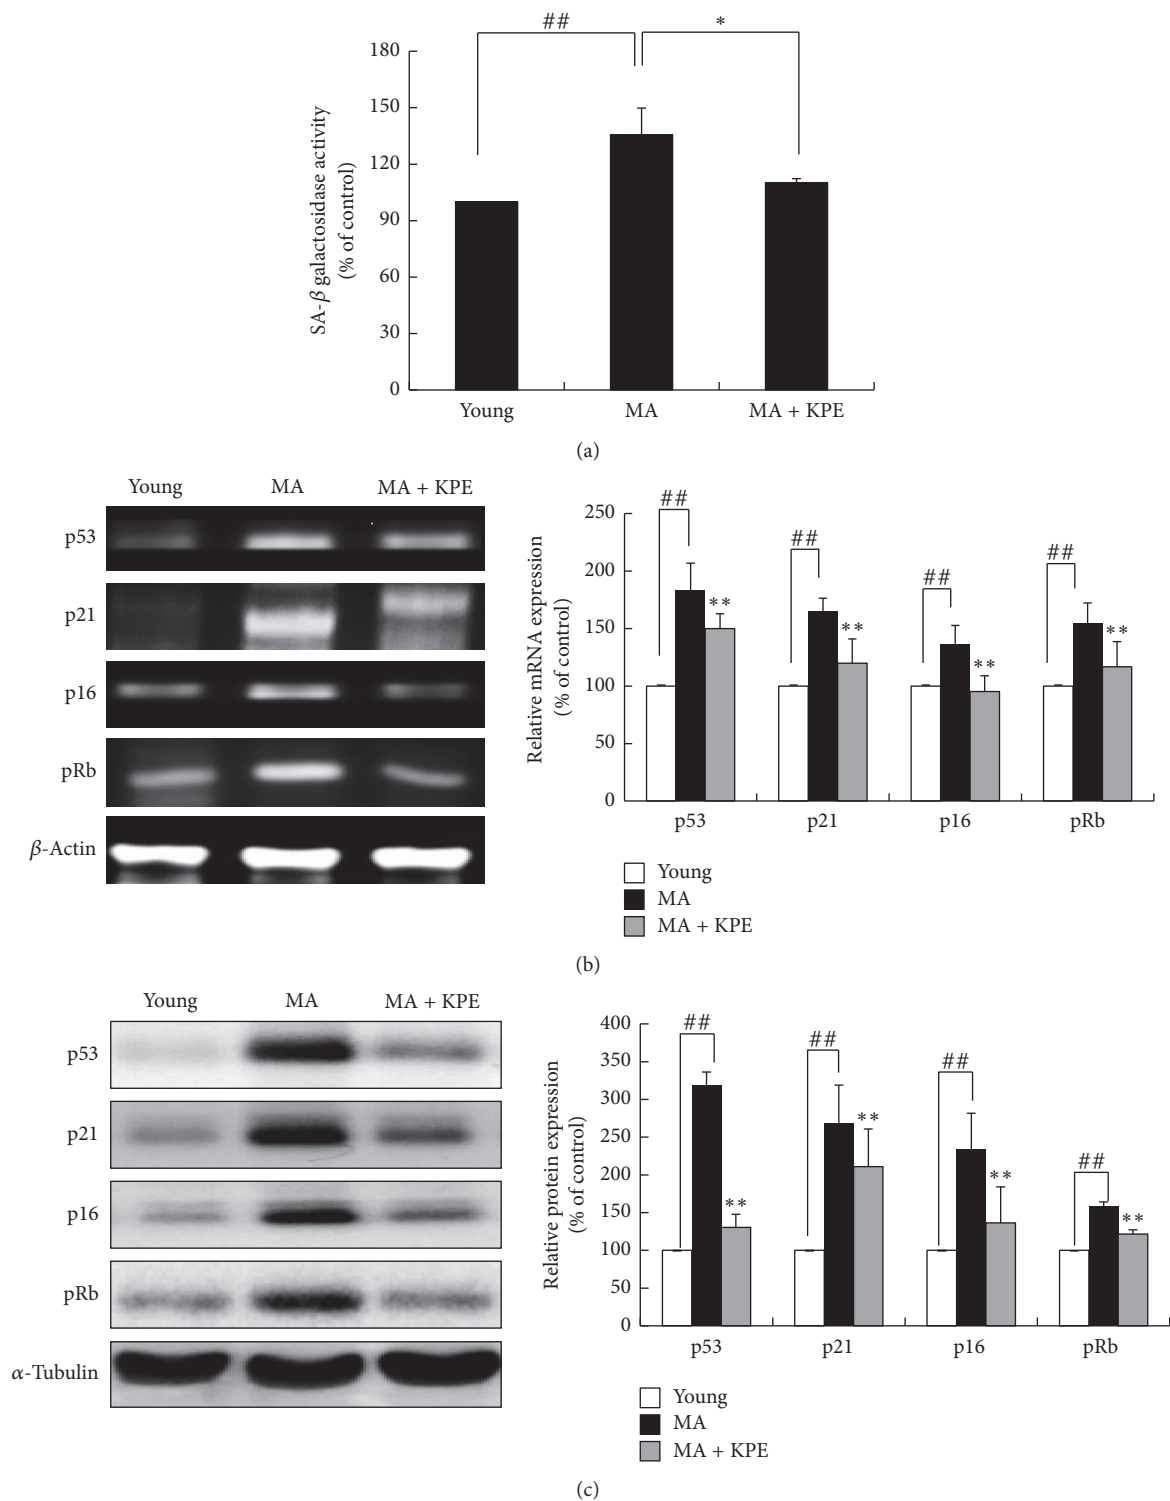 ## *
180
150
120
90
60
30
0
SA-β galactosidase activity
(% of control)
Young MA MA + KPE
(a)
Young MA MA + KPE
p53
p21
p16
pRb
β-Actin
250
200
150
100
50
0
Relative mRNA expression
(% of control)
##
**
##
**
##
**
##
**
p53 p21 p16 pRb
Young
MA
MA + KPE
(b)
Young MA MA + KPE
p53
p21
p16
pRb
α-Tubulin
400
350
300
250
200
150
100
50
0
Relative protein expression
(% of control)
##
**
##
**
##
**
##
**
p53 p21 p16 pRb
Young
MA
MA + KPE
(c)